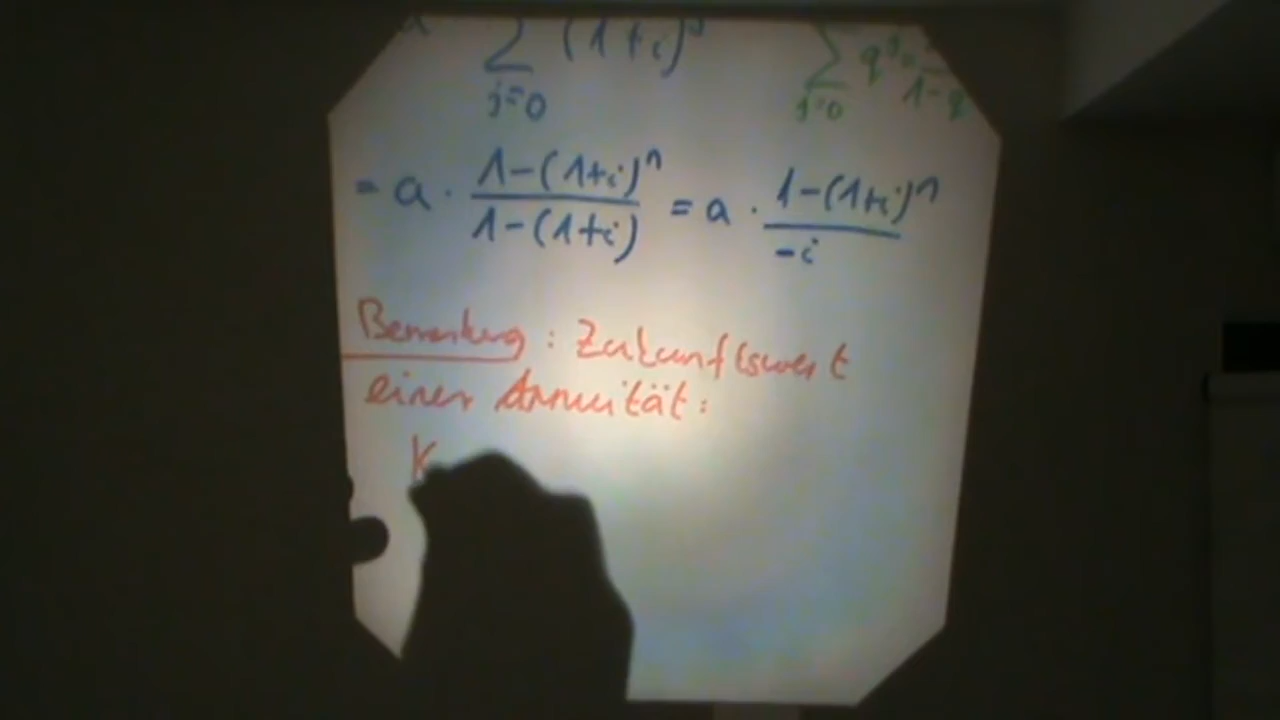 ∑ (1+i)^j ∑ q^j =
j=0 j=0 1-q
= a · (1-(1+i)^n)/(1-(1+i)) = a · (1-(1+i)^n)/(-i)
Bemerkung : Zukunftswert
einer Annuität :
K